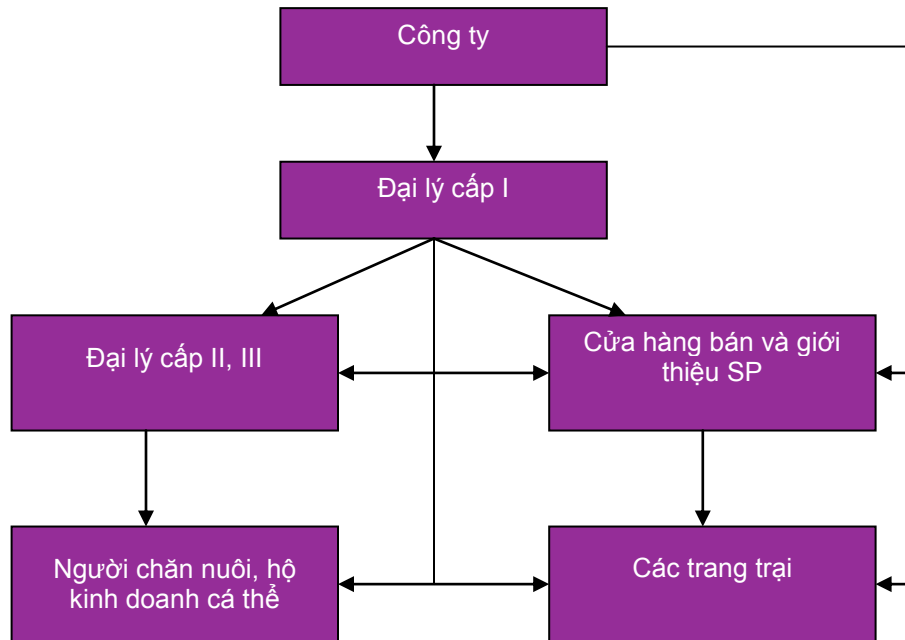 Công ty
Đại lý cấp I
Đại lý cấp II, III
Cửa hàng bán và giới
thiệu SP
Người chăn nuôi, hộ
kinh doanh cá thể
Các trang trại